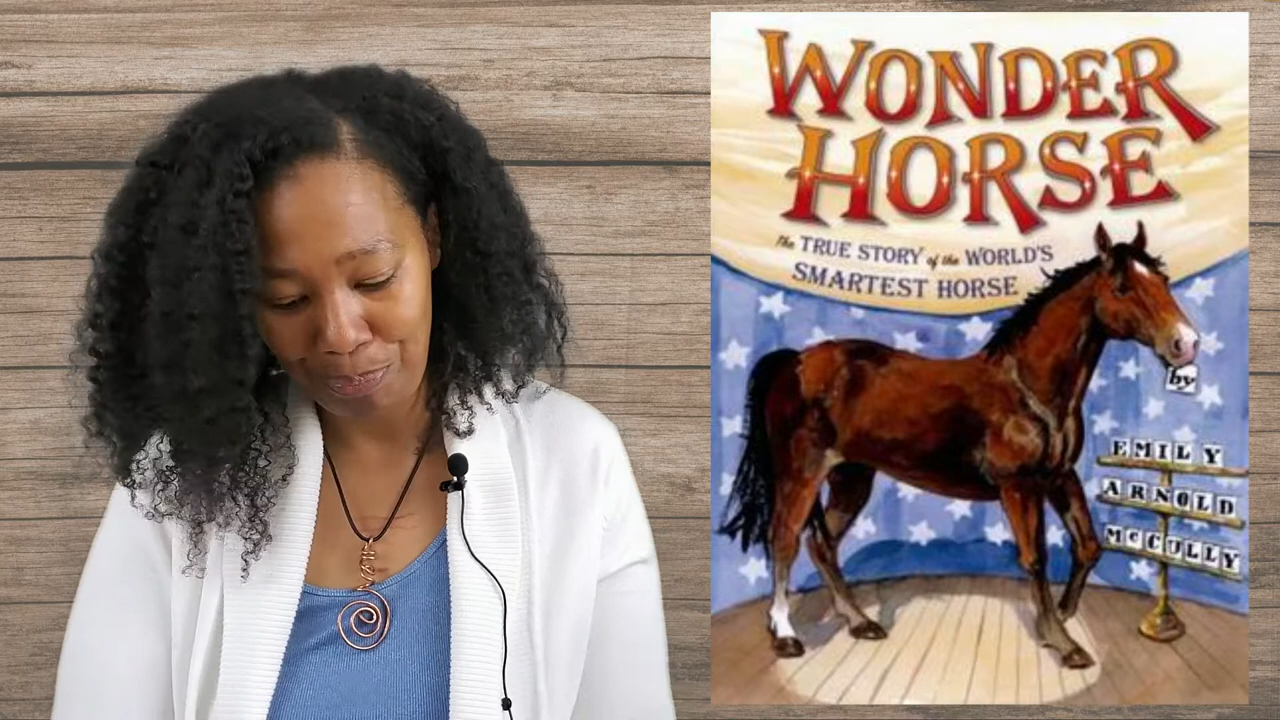 WONDER
HORSE
The TRUE STORY of the WORLD'S
SMARTEST HORSE
by
EMILY
ARNOLD
McCULLY